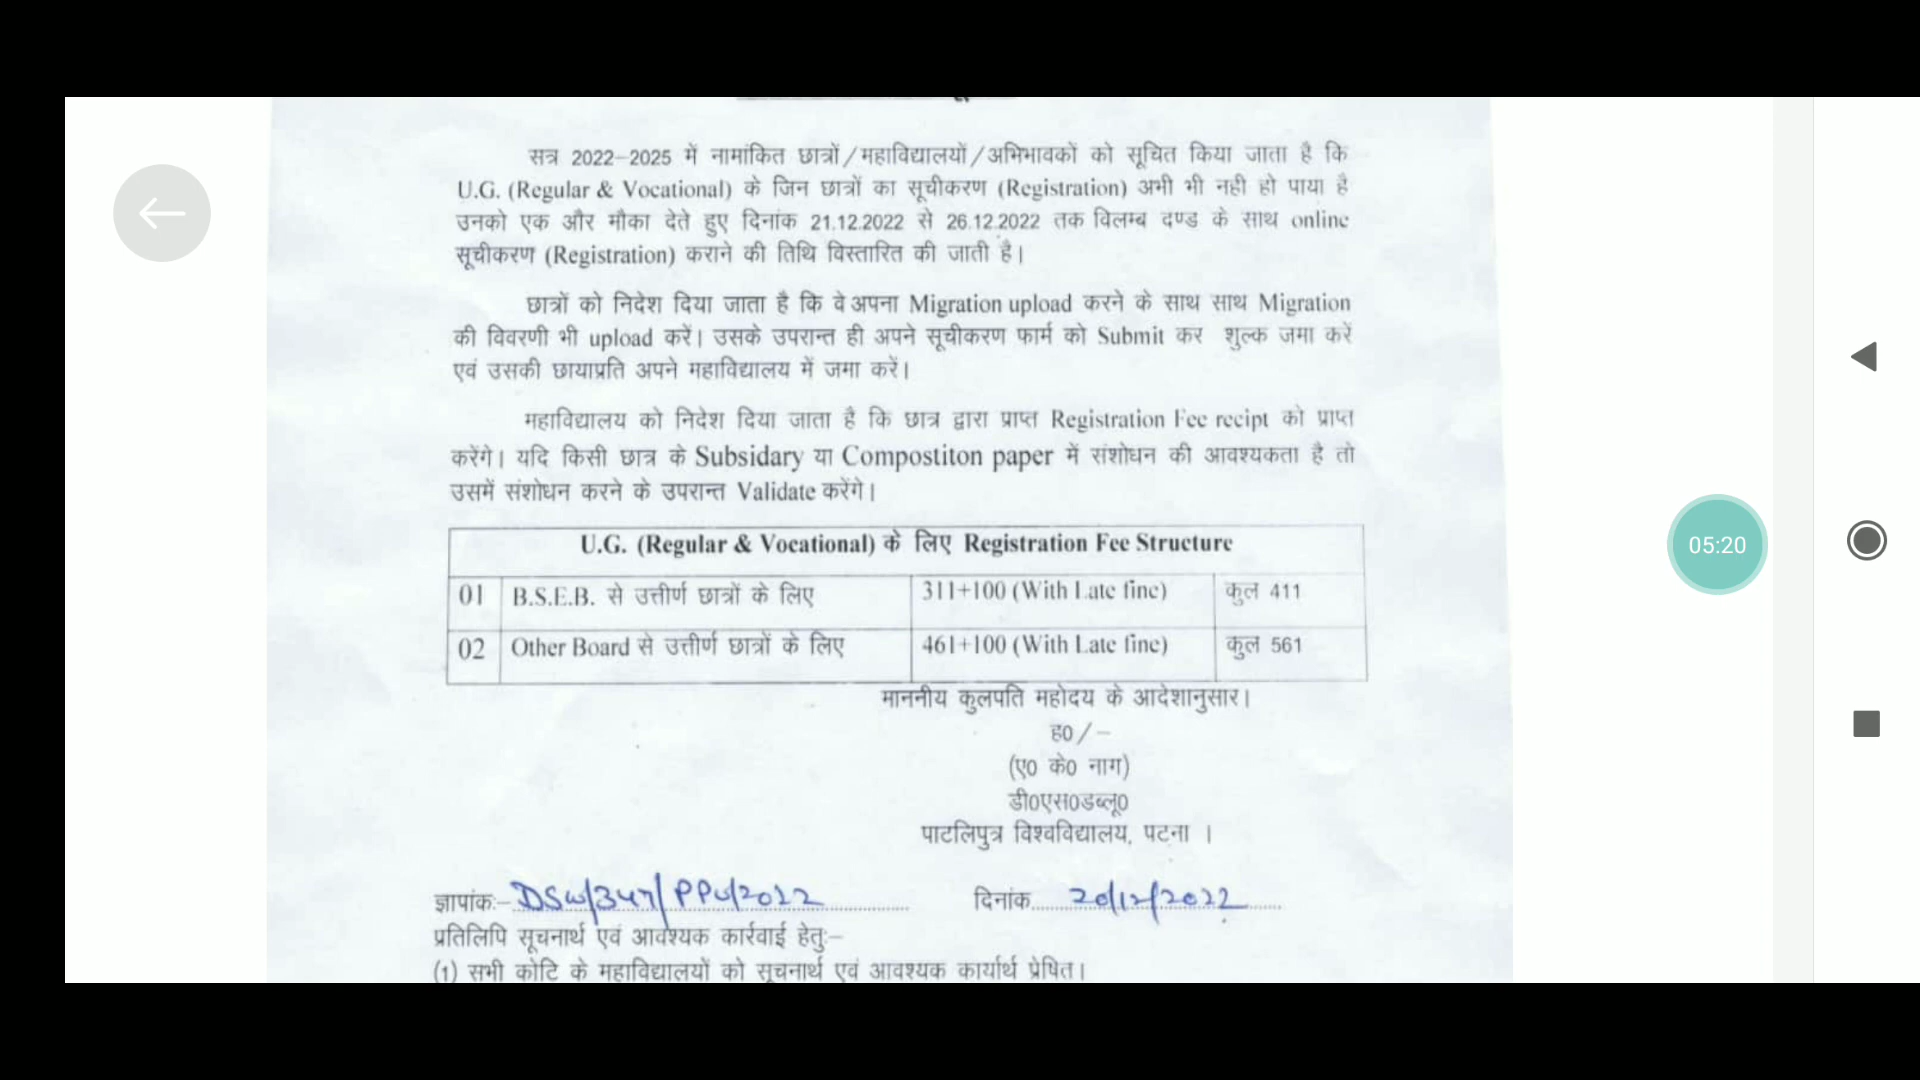 सत्र 2022–2025 में नामांकित छात्रों/महाविद्यालयों/अभिभावकों को सूचित किया जाता है कि
U.G. (Regular & Vocational) के जिन छात्रों का सूचीकरण (Registration) अभी भी नही हो पाया है
उनको एक और मौका देते हुए दिनांक 21.12.2022 से 26.12.2022 तक विलम्ब दण्ड के साथ online
सूचीकरण (Registration) कराने की तिथि विस्तारित की जाती है।
छात्रों को निदेश दिया जाता है कि वे अपना Migration upload करने के साथ साथ Migration
की विवरणी भी upload करें। उसके उपरान्त ही अपने सूचीकरण फार्म को Submit कर शुल्क जमा करें
एवं उसकी छायाप्रति अपने महाविद्यालय में जमा करें।
महाविद्यालय को निदेश दिया जाता है कि छात्र द्वारा प्राप्त Registration Fee recipt को प्राप्त
करेंगे। यदि किसी छात्र के Subsidary या Compostiton paper में संशोधन की आवश्यकता है तो
उसमें संशोधन करने के उपरान्त Validate करेंगे।
U.G. (Regular & Vocational) के लिए Registration Fee Structure
01 B.S.E.B. से उत्तीर्ण छात्रों के लिए 311+100 (With Late fine) कुल 411
02 Other Board से उत्तीर्ण छात्रों के लिए 461+100 (With Late fine) कुल 561
माननीय कुलपति महोदय के आदेशानुसार।
ह0/–
(ए0 के0 नाग)
डी0एस0डब्लू0
पाटलिपुत्र विश्वविद्यालय, पटना ।
ज्ञापांक:– DSW/347/PPU/2022 दिनांक 20/12/2022
प्रतिलिपि सूचनार्थ एवं आवश्यक कार्रवाई हेतु:–
(1) सभी कोटि के महाविद्यालयों को सूचनार्थ एवं आवश्यक कार्यार्थ प्रेषित।
05:20